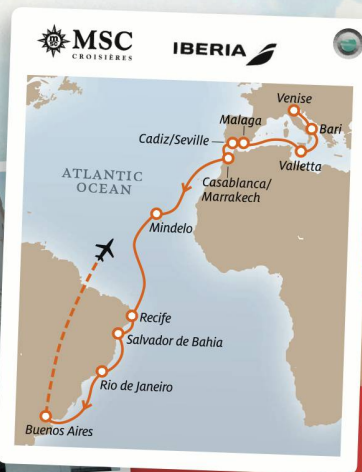 MSC
CROISIÈRES
IBERIA
Venise
Malaga
Bari
Cadiz/Seville
Valletta
ATLANTIC
OCEAN
Casablanca/
Marrakech
Mindelo
Recife
Salvador de Bahia
Rio de Janeiro
Buenos Aires